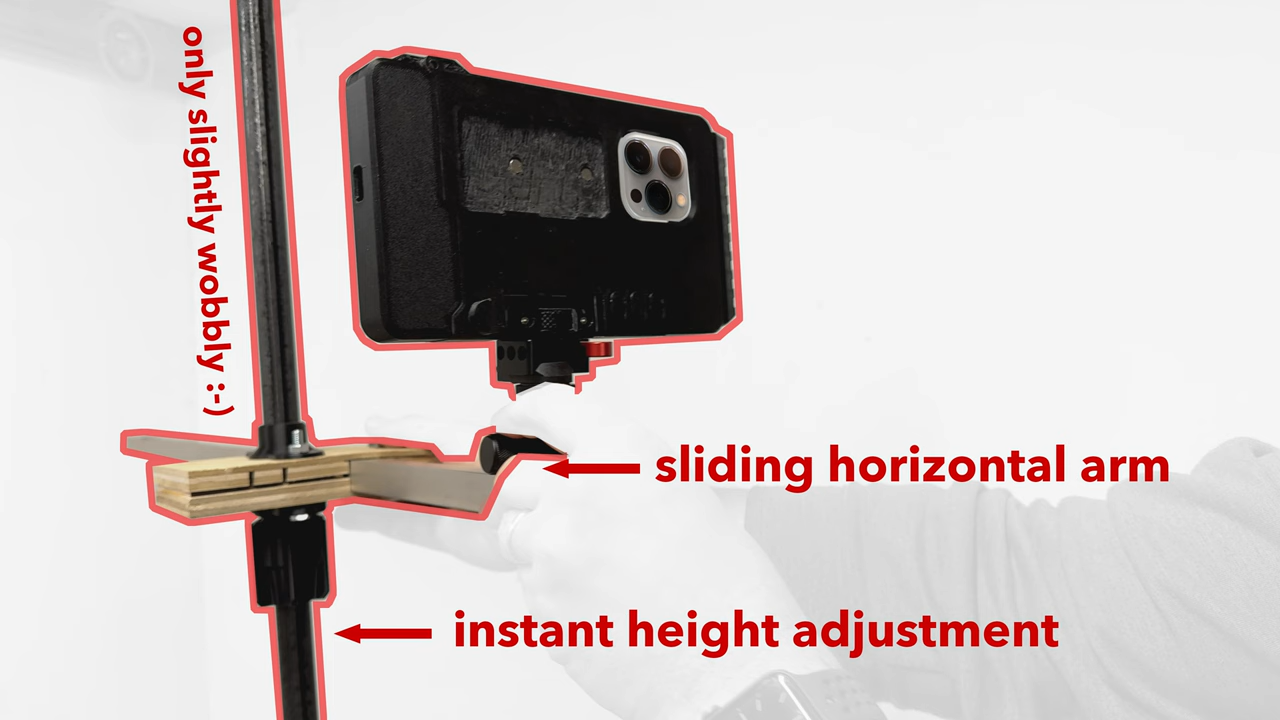 only slightly wobbly :-)
sliding horizontal arm
instant height adjustment